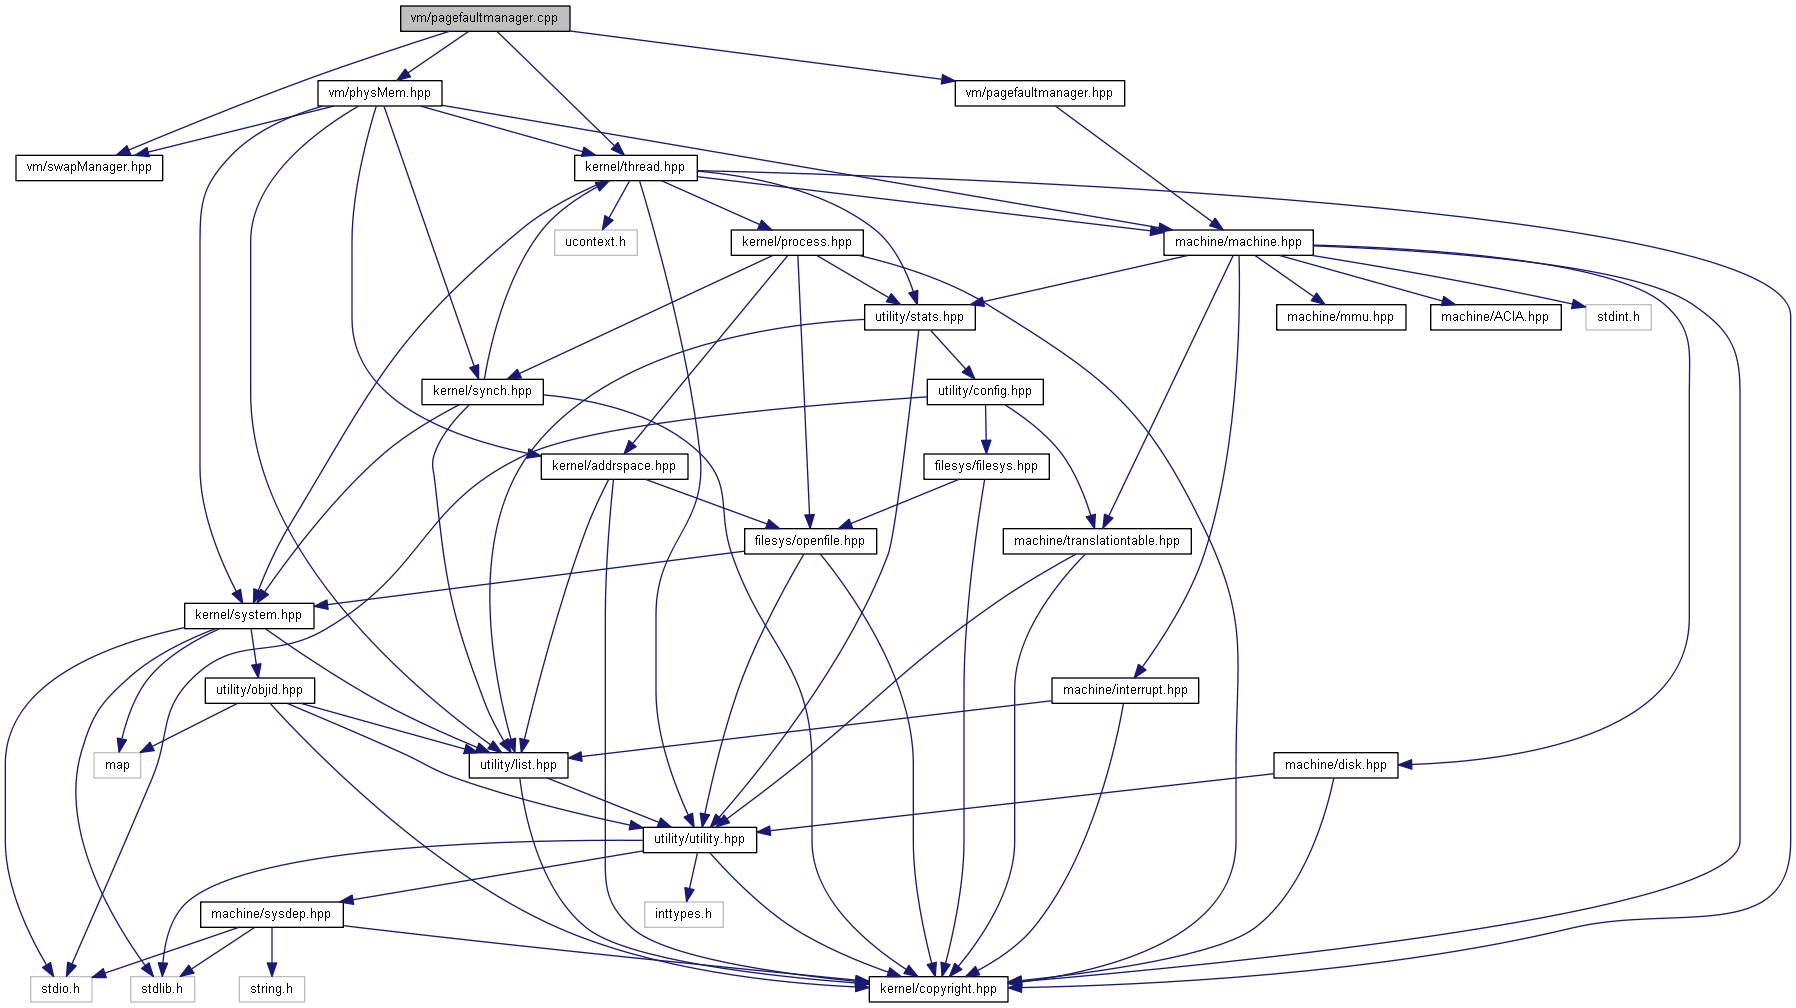 vm/pagefaultmanager.cpp
vm/physMem.hpp
vm/pagefaultmanager.hpp
vm/swapManager.hpp
kernel/thread.hpp
ucontext.h
kernel/process.hpp
machine/machine.hpp
utility/stats.hpp
machine/mmu.hpp
machine/ACIA.hpp
stdint.h
kernel/synch.hpp
utility/config.hpp
kernel/addrspace.hpp
filesys/filesys.hpp
filesys/openfile.hpp
machine/translationtable.hpp
kernel/system.hpp
utility/objid.hpp
machine/interrupt.hpp
map
utility/list.hpp
machine/disk.hpp
utility/utility.hpp
machine/sysdep.hpp
inttypes.h
stdio.h
stdlib.h
string.h
kernel/copyright.hpp